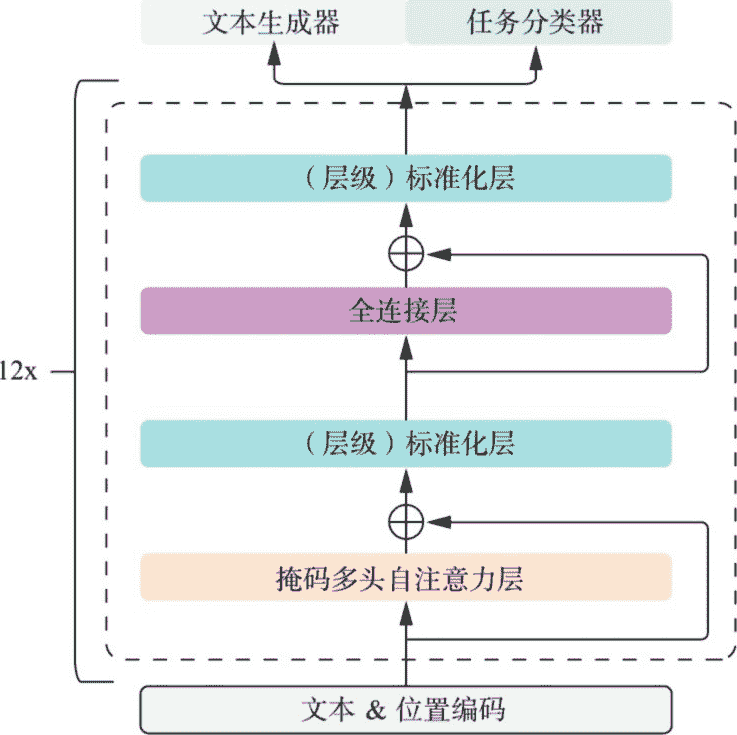 文本生成器 任务分类器
（层级）标准化层
全连接层
12x
（层级）标准化层
掩码多头自注意力层
文本 & 位置编码